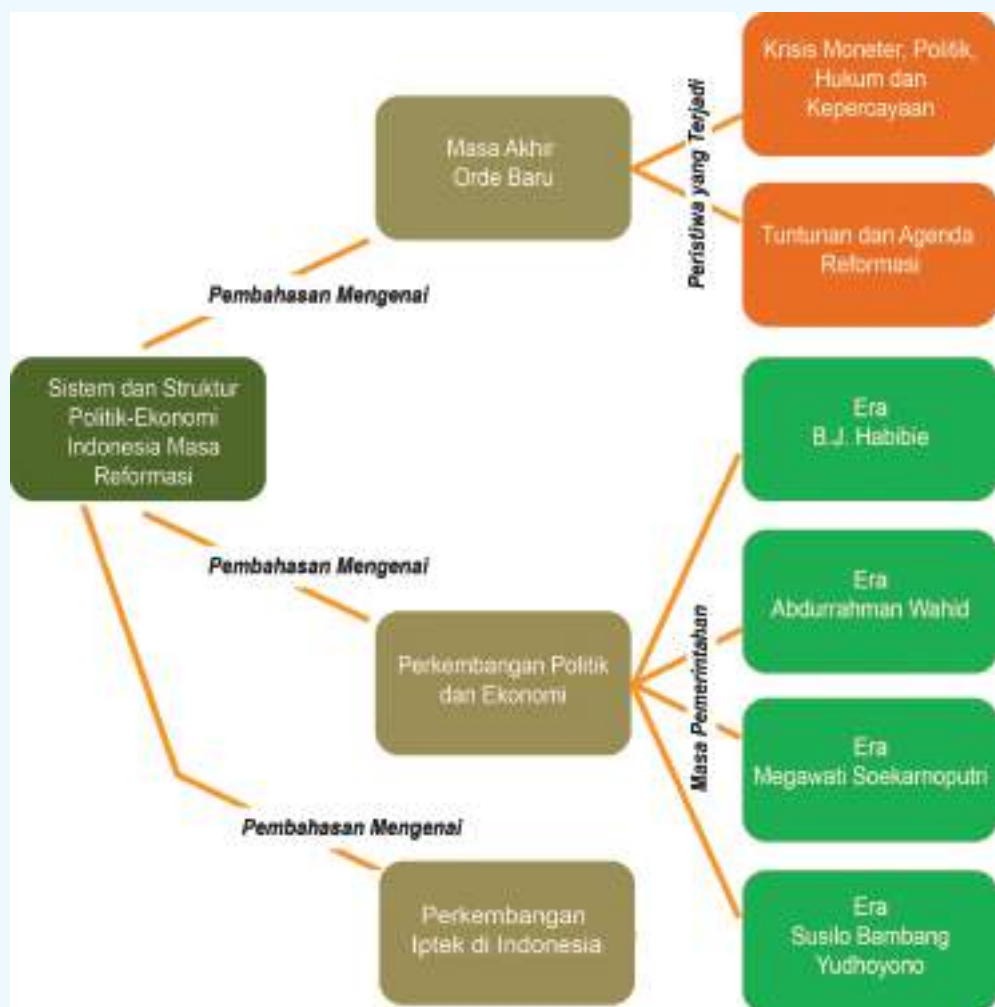 Sistem dan Struktur
Politik-Ekonomi
Indonesia Masa
Reformasi
Pembahasan Mengenai
Masa Akhir
Orde Baru
Peristiwa yang Terjadi
Krisis Moneter, Politik,
Hukum dan
Kepercayaan
Tuntunan dan Agenda
Reformasi
Pembahasan Mengenai
Perkembangan Politik
dan Ekonomi
Masa Pemerintahan
Era
B.J. Habibie
Era
Abdurrahman Wahid
Era
Megawati Soekarnoputri
Era
Susilo Bambang
Yudhoyono
Pembahasan Mengenai
Perkembangan
Iptek di Indonesia